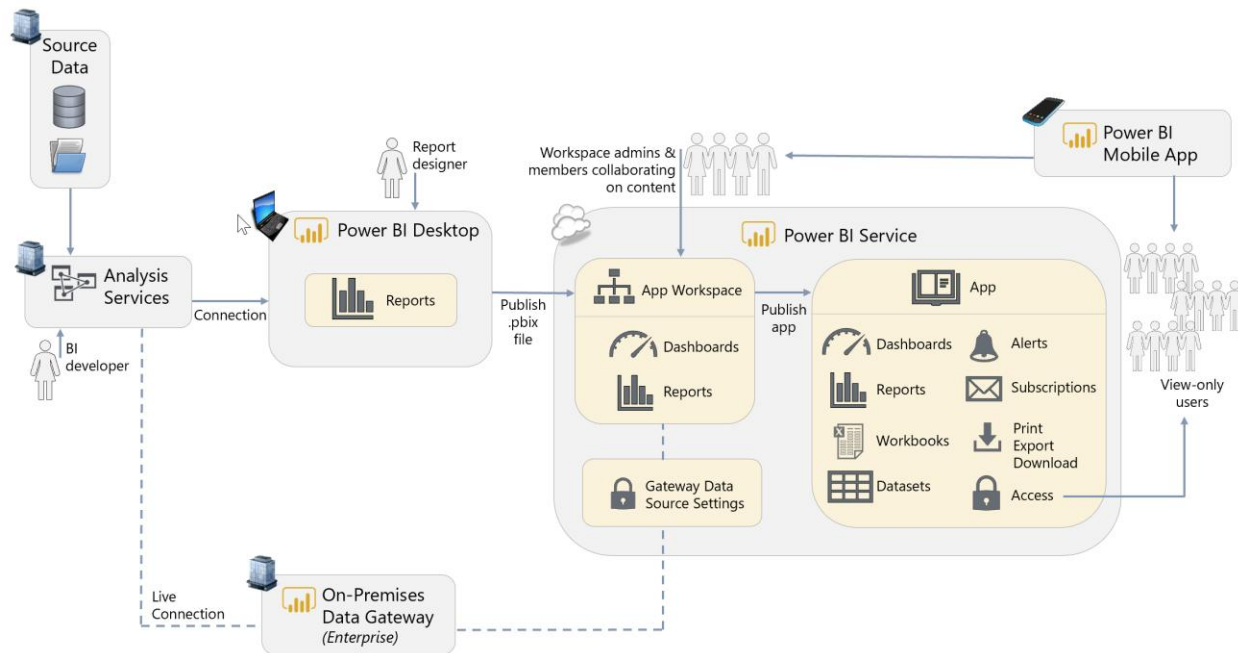 Source
Data
Report
designer
Workspace admins &
members collaborating
on content
Power BI
Mobile App
Power BI Desktop
Power BI Service
Analysis
Services
Connection
Reports
Publish
.pbix
file
App Workspace
Publish
app
App
BI
developer
Dashboards
Reports
Dashboards
Alerts
Reports
Subscriptions
View-only
users
Workbooks
Print
Export
Download
Gateway Data
Source Settings
Datasets
Access
Live
Connection
On-Premises
Data Gateway
(Enterprise)